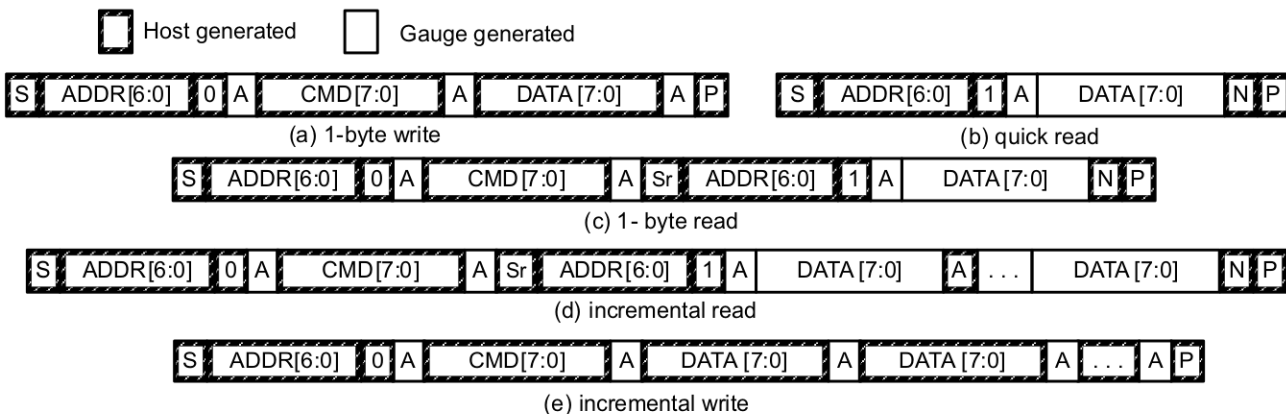 Host generated Gauge generated
S ADDR[6:0] 0 A CMD[7:0] A DATA [7:0] A P S ADDR[6:0] 1 A DATA [7:0] N P
(a) 1-byte write (b) quick read
S ADDR[6:0] 0 A CMD[7:0] A Sr ADDR[6:0] 1 A DATA [7:0] N P
(c) 1- byte read
S ADDR[6:0] 0 A CMD[7:0] A Sr ADDR[6:0] 1 A DATA [7:0] A . . . DATA [7:0] N P
(d) incremental read
S ADDR[6:0] 0 A CMD[7:0] A DATA [7:0] A DATA [7:0] A . . . A P
(e) incremental write